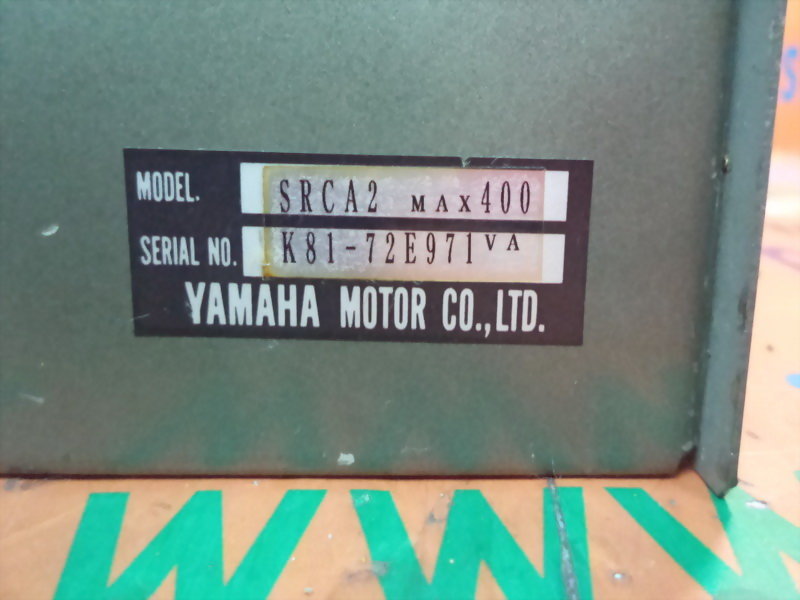 MODEL. SRCA2 MAX400
SERIAL NO. K81-72E971VA
YAMAHA MOTOR CO.,LTD.